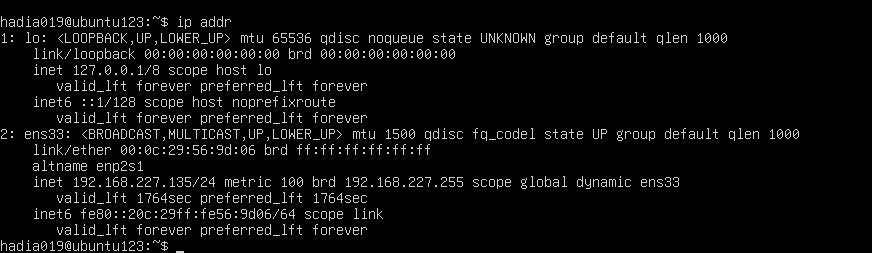 hadia019@ubuntu123:~$ ip addr
1: lo: <LOOPBACK,UP,LOWER_UP> mtu 65536 qdisc noqueue state UNKNOWN group default qlen 1000
    link/loopback 00:00:00:00:00:00 brd 00:00:00:00:00:00
    inet 127.0.0.1/8 scope host lo
       valid_lft forever preferred_lft forever
    inet6 ::1/128 scope host noprefixroute
       valid_lft forever preferred_lft forever
2: ens33: <BROADCAST,MULTICAST,UP,LOWER_UP> mtu 1500 qdisc fq_codel state UP group default qlen 1000
    link/ether 00:0c:29:56:9d:06 brd ff:ff:ff:ff:ff:ff
    altname enp2s1
    inet 192.168.227.135/24 metric 100 brd 192.168.227.255 scope global dynamic ens33
       valid_lft 1764sec preferred_lft 1764sec
    inet6 fe80::20c:29ff:fe56:9d06/64 scope link
       valid_lft forever preferred_lft forever
hadia019@ubuntu123:~$ _